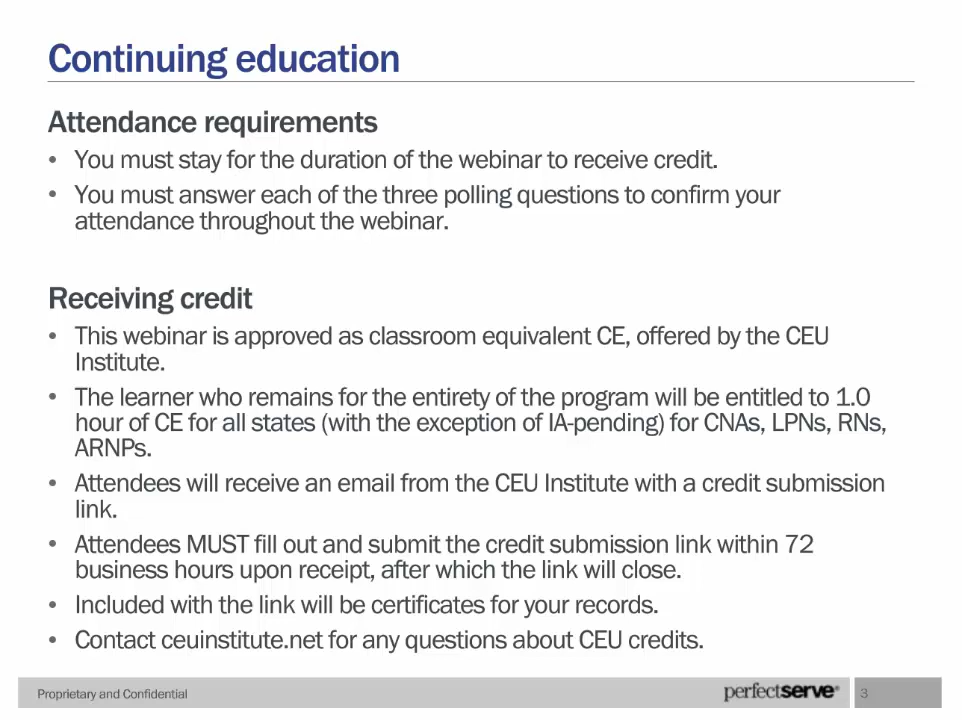 Continuing education
Attendance requirements
• You must stay for the duration of the webinar to receive credit.
• You must answer each of the three polling questions to confirm your
attendance throughout the webinar.
Receiving credit
• This webinar is approved as classroom equivalent CE, offered by the CEU
Institute.
• The learner who remains for the entirety of the program will be entitled to 1.0
hour of CE for all states (with the exception of IA-pending) for CNAs, LPNs, RNs,
ARNPs.
• Attendees will receive an email from the CEU Institute with a credit submission
link.
• Attendees MUST fill out and submit the credit submission link within 72
business hours upon receipt, after which the link will close.
• Included with the link will be certificates for your records.
• Contact ceuinstitute.net for any questions about CEU credits.
Proprietary and Confidential
perfectserve®
3